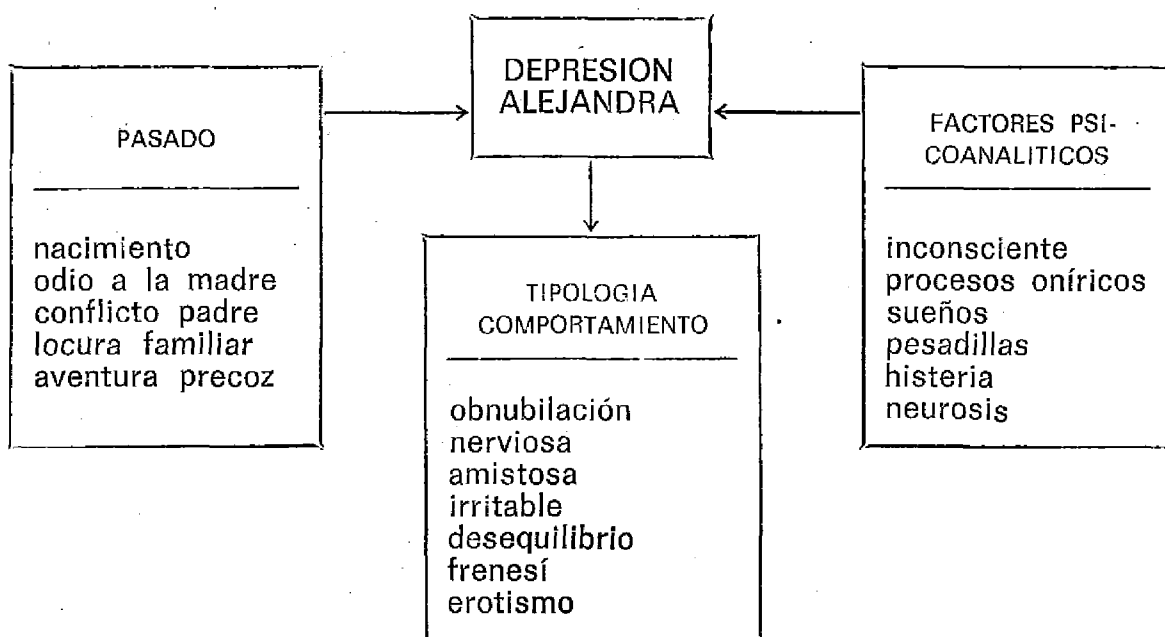 DEPRESION
ALEJANDRA
PASADO
nacimiento
odio a la madre
conflicto padre
locura familiar
aventura precoz
FACTORES PSI-
COANALITICOS
inconsciente
procesos oníricos
sueños
pesadillas
histeria
neurosis
TIPOLOGIA
COMPORTAMIENTO
obnubilación
nerviosa
amistosa
irritable
desequilibrio
frenesí
erotismo